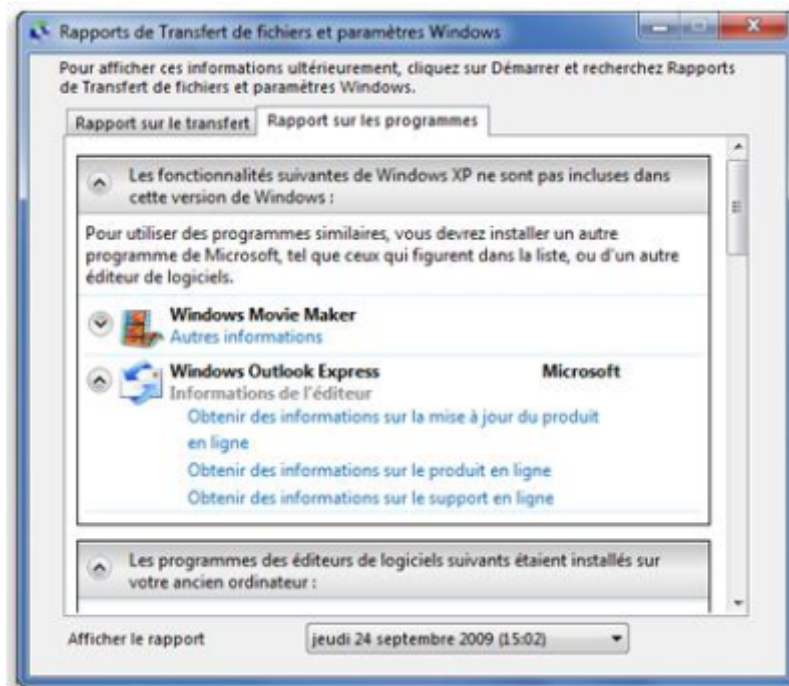 Rapports de Transfert de fichiers et paramètres Windows
Pour afficher ces informations ultérieurement, cliquez sur Démarrer et recherchez Rapports
de Transfert de fichiers et paramètres Windows.
Rapport sur le transfert
Rapport sur les programmes
Les fonctionnalités suivantes de Windows XP ne sont pas incluses dans
cette version de Windows :
Pour utiliser des programmes similaires, vous devrez installer un autre
programme de Microsoft, tel que ceux qui figurent dans la liste, ou d'un autre
éditeur de logiciels.
Windows Movie Maker
Autres informations
Windows Outlook Express Microsoft
Informations de l'éditeur
Obtenir des informations sur la mise à jour du produit
en ligne
Obtenir des informations sur le produit en ligne
Obtenir des informations sur le support en ligne
Les programmes des éditeurs de logiciels suivants étaient installés sur
votre ancien ordinateur :
Afficher le rapport jeudi 24 septembre 2009 (15:02)